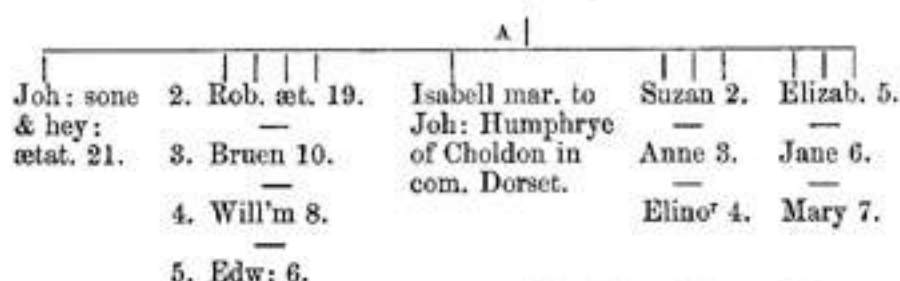 A
Joh: sone
& hey:
ætat. 21.
2. Rob. æt. 19.
3. Bruen 10.
4. Will'm 8.
5. Edw: 6.
Isabell mar. to
Joh: Humphrye
of Choldon in
com. Dorset.
Suzan 2.
Anne 3.
Elinoʳ 4.
Elizab. 5.
Jane 6.
Mary 7.